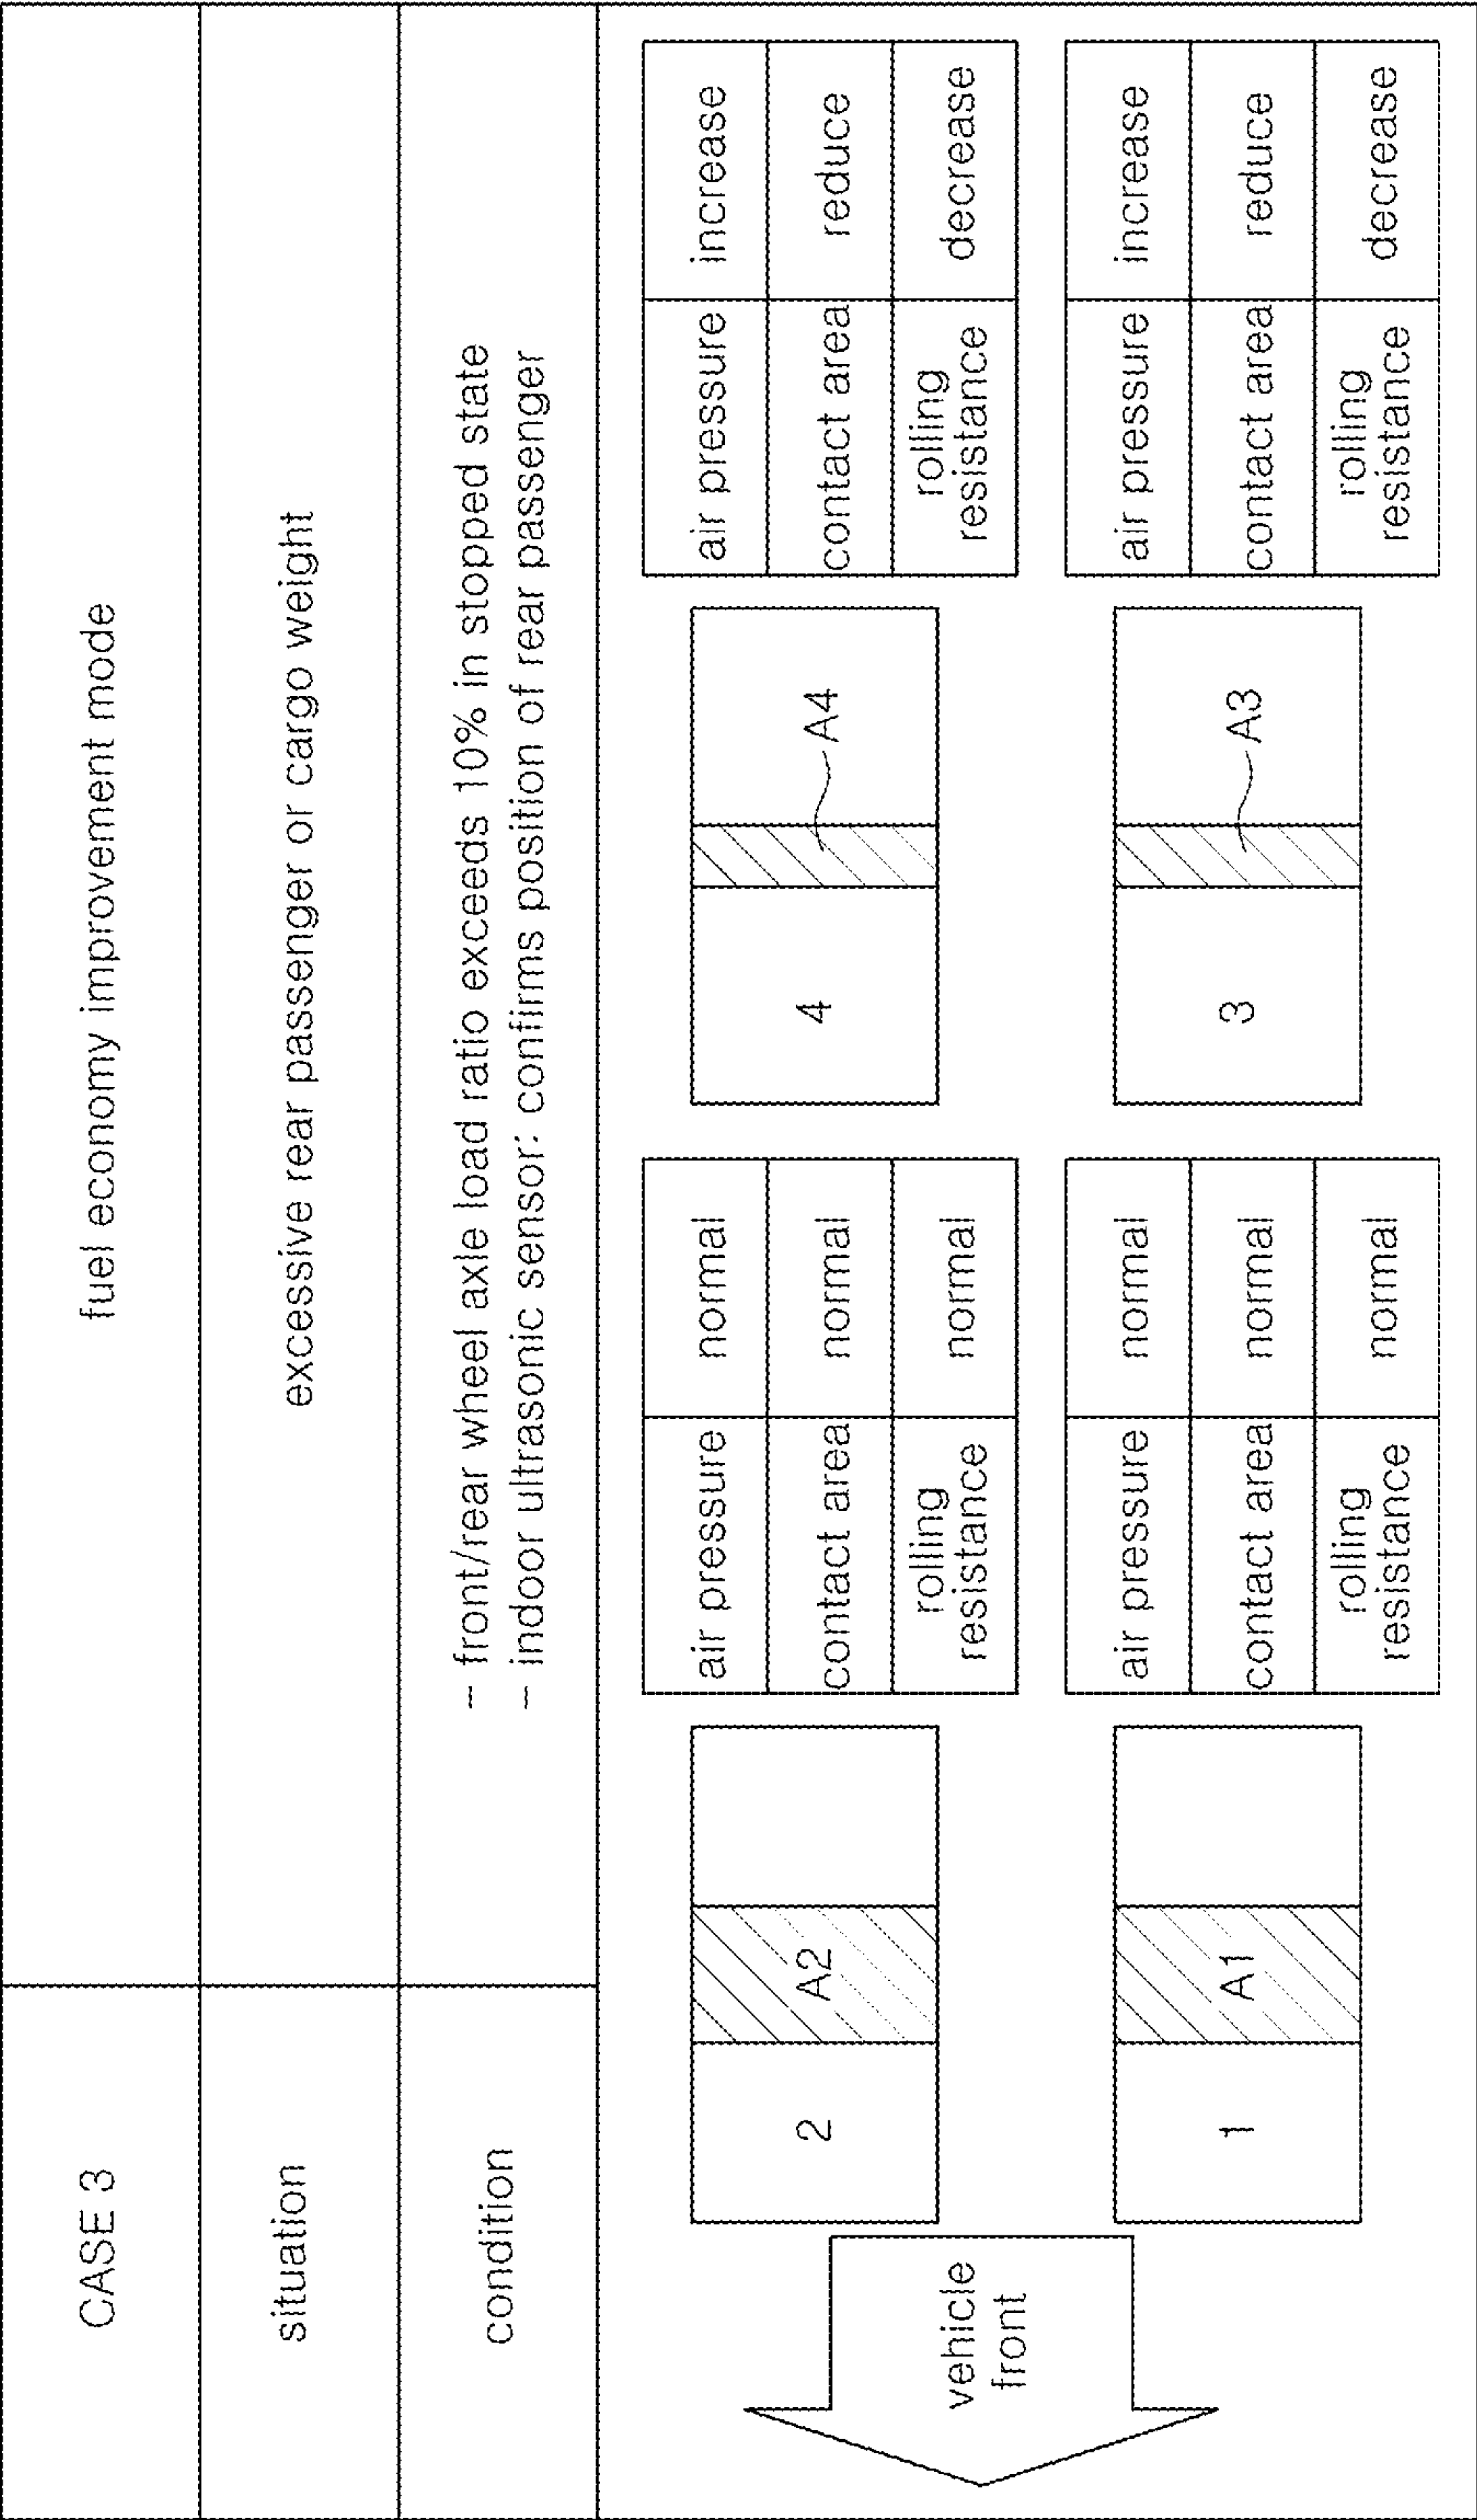 CASE 3
fuel economy improvement mode
situation
excessive rear passenger or cargo weight
condition
- front/rear wheel axle load ratio exceeds 10% in stopped state
- indoor ultrasonic sensor: confirms position of rear passenger
vehicle
front
2
A2
air pressure
normal
contact area
normal
rolling
resistance
normal
4
A4
air pressure
increase
contact area
reduce
rolling
resistance
decrease
1
A1
air pressure
normal
contact area
normal
rolling
resistance
normal
3
A3
air pressure
increase
contact area
reduce
rolling
resistance
decrease